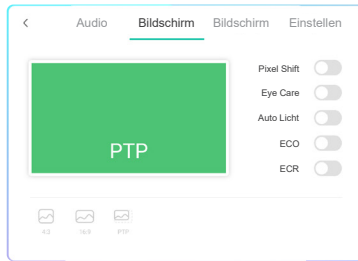 Audio Bildschirm Bildschirm Einstellen
Pixel Shift
Eye Care
Auto Licht
PTP
ECO
ECR
4:3 16:9 PTP